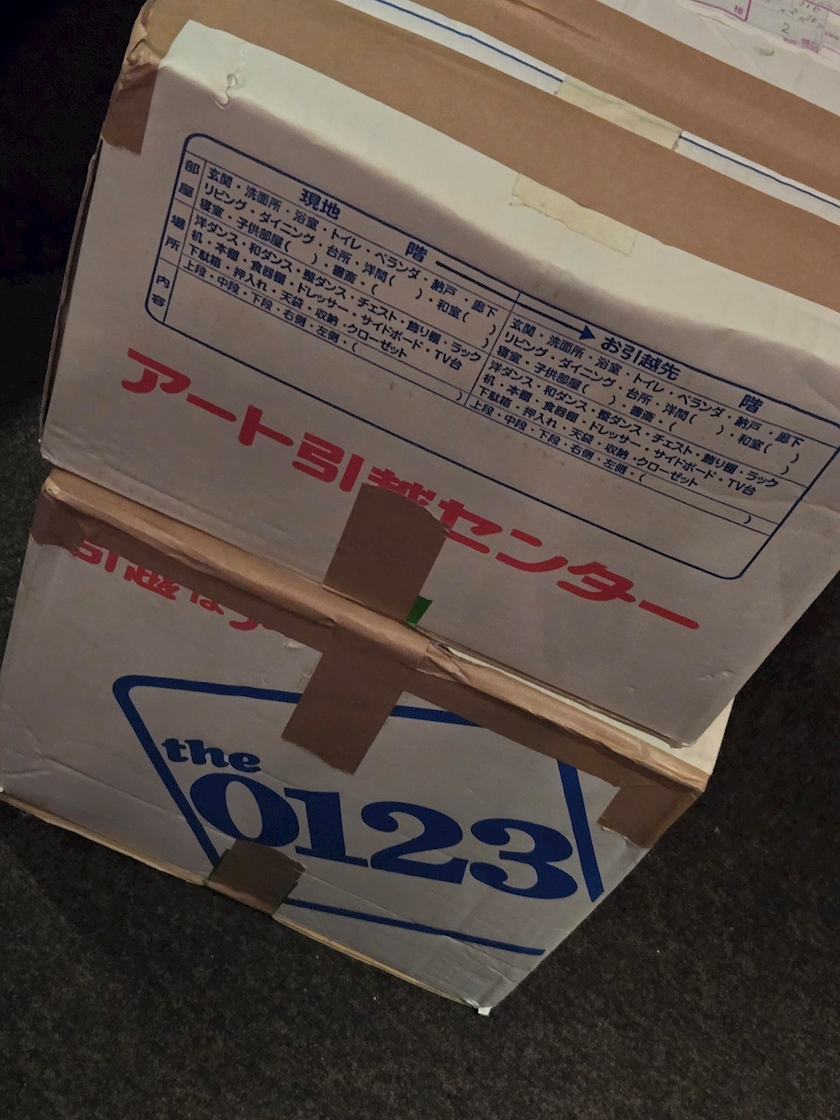 現地 階 → お引越先 階
部屋
玄関・洗面所・浴室・トイレ・ベランダ・納戸・廊下
リビング・ダイニング・台所・洋間( )・和室( )
寝室・子供部屋( )・書斎・( )
場所
洋ダンス・和ダンス・整ダンス・チェスト・飾り棚・ラック
机・本棚・食器棚・ドレッサー・サイドボード・TV台
下駄箱・押入れ・天袋・収納・クローゼット
上段・中段・下段・右側・左側・( )
内容
玄関・洗面所・浴室・トイレ・ベランダ・納戸・廊下
リビング・ダイニング・台所・洋間( )・和室( )
寝室・子供部屋( )・書斎・( )
洋ダンス・和ダンス・整ダンス・チェスト・飾り棚・ラック
机・本棚・食器棚・ドレッサー・サイドボード・TV台
下駄箱・押入れ・天袋・収納・クローゼット
上段・中段・下段・右側・左側・( )
アート引越センター
引越は
the
0123